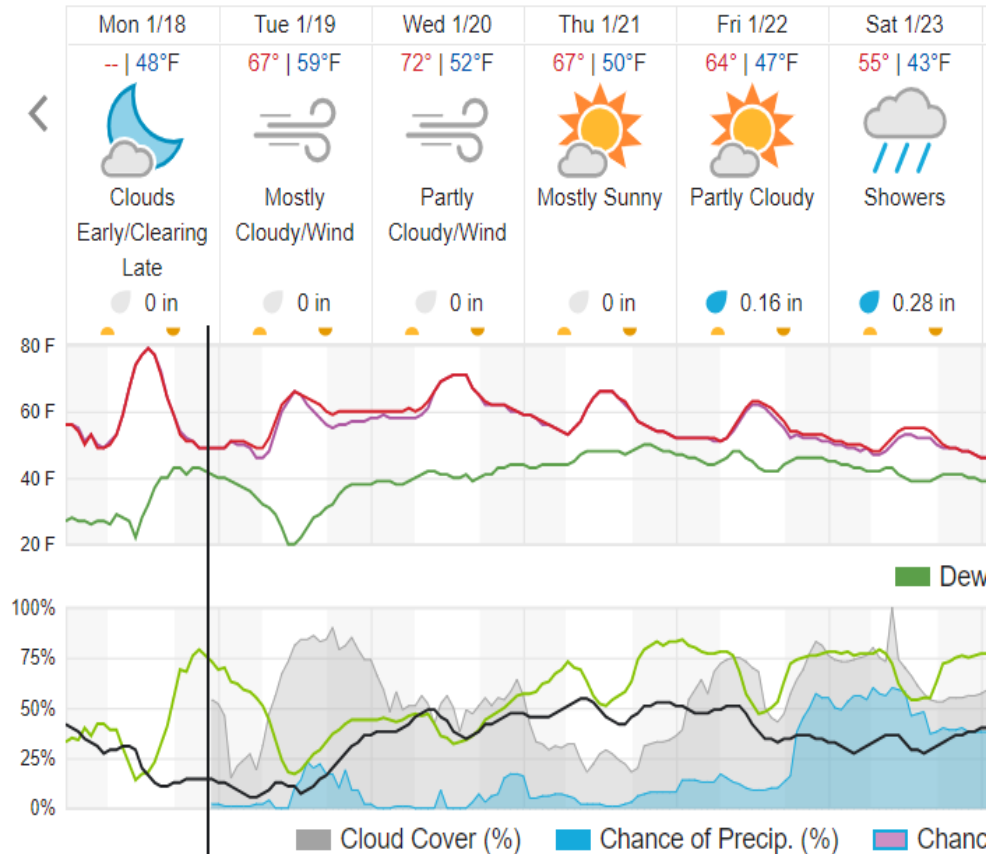 Mon 1/18 Tue 1/19 Wed 1/20 Thu 1/21 Fri 1/22 Sat 1/23
-- | 48°F 67° | 59°F 72° | 52°F 67° | 50°F 64° | 47°F 55° | 43°F
Clouds Mostly Partly Mostly Sunny Partly Cloudy Showers
Early/Clearing Cloudy/Wind Cloudy/Wind
Late
0 in 0 in 0 in 0 in 0.16 in 0.28 in
80 F
60 F
40 F
20 F
Dew
100%
75%
50%
25%
0%
Cloud Cover (%) Chance of Precip. (%) Chanc